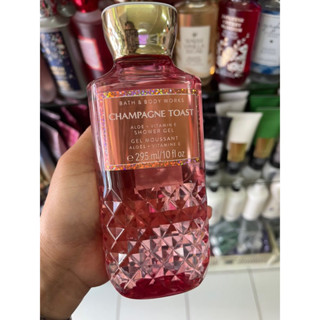 BATH & BODY WORKS
CHAMPAGNE TOAST
ALOE + VITAMIN E
SHOWER GEL
GEL MOUSSANT
ALOÈS + VITAMINE E
℮ 295 ml/10 fl oz